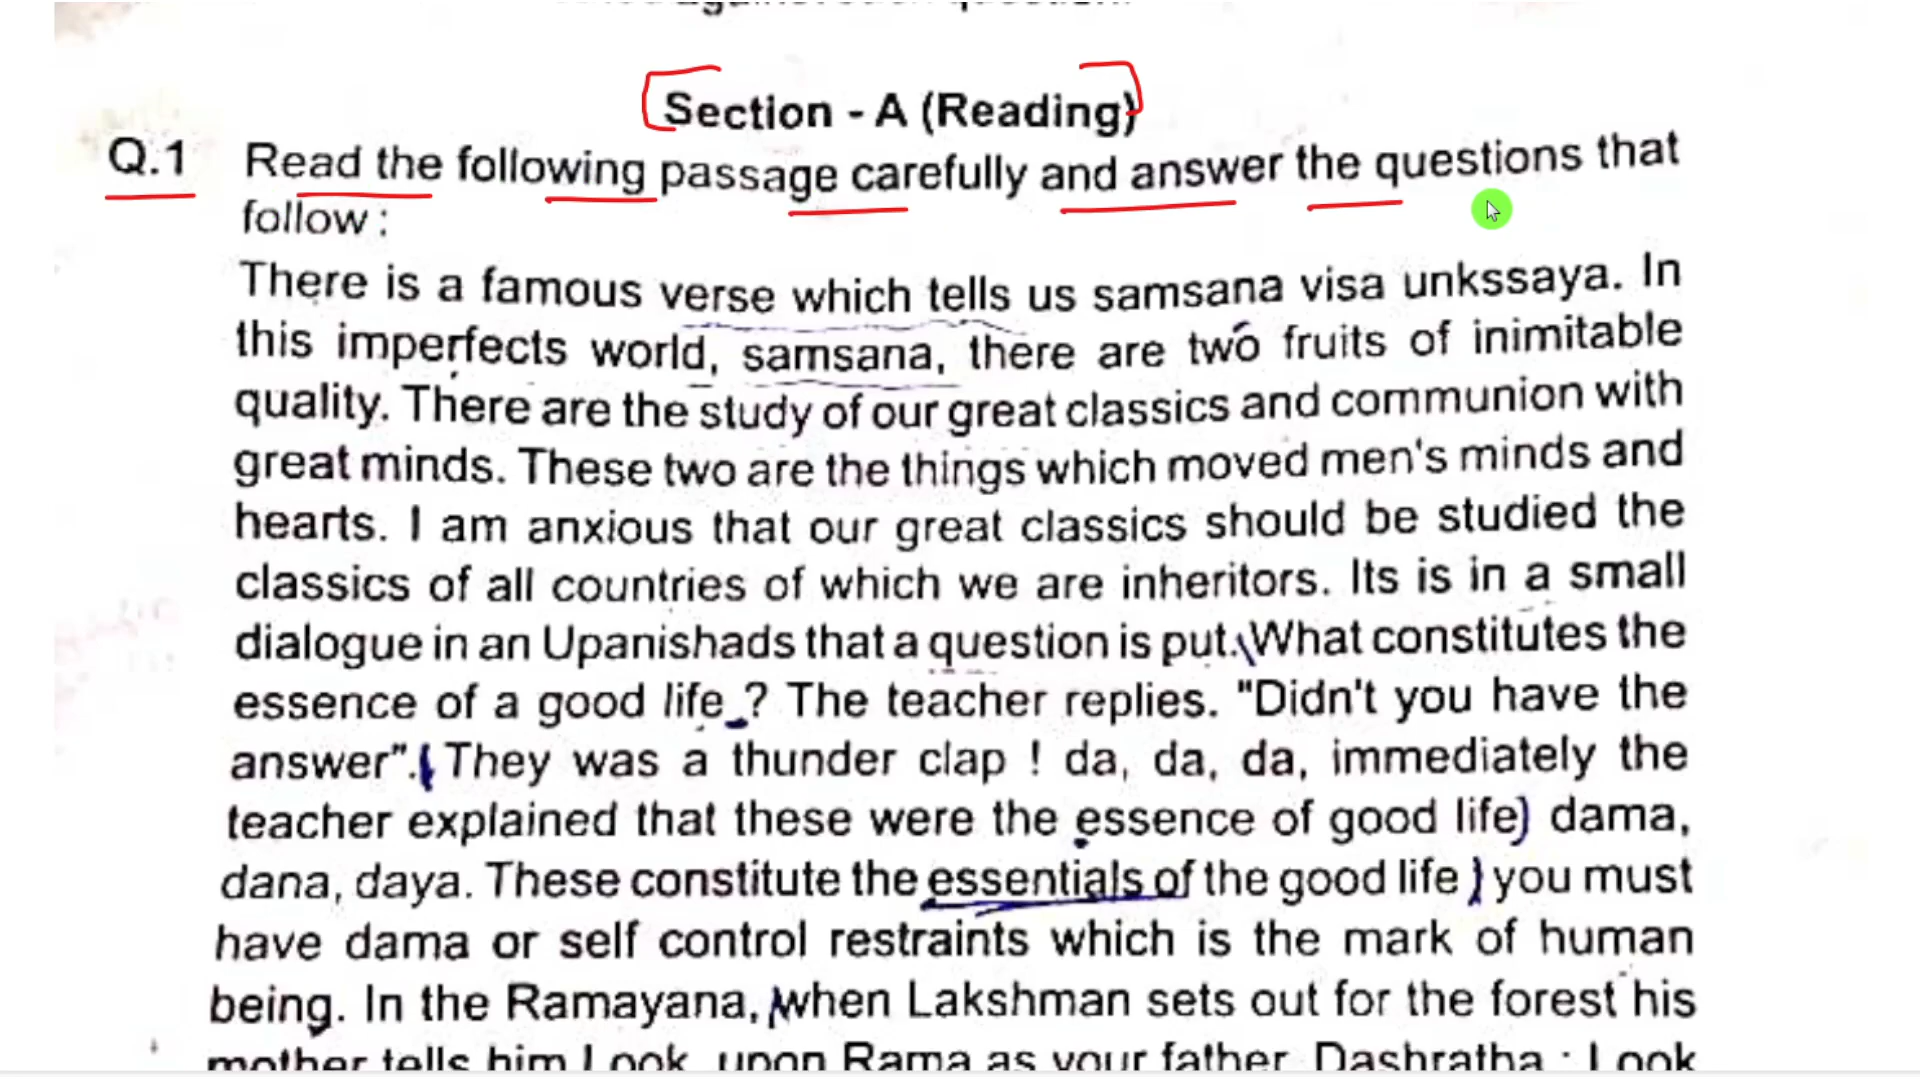 Section - A (Reading)
Q.1 Read the following passage carefully and answer the questions that
follow :
There is a famous verse which tells us samsana visa unkssaya. In
this imperfects world, samsana, there are two fruits of inimitable
quality. There are the study of our great classics and communion with
great minds. These two are the things which moved men's minds and
hearts. I am anxious that our great classics should be studied the
classics of all countries of which we are inheritors. Its is in a small
dialogue in an Upanishads that a question is put. What constitutes the
essence of a good life ? The teacher replies. "Didn't you have the
answer". They was a thunder clap ! da, da, da, immediately the
teacher explained that these were the essence of good life) dama,
dana, daya. These constitute the essentials of the good life ) you must
have dama or self control restraints which is the mark of human
being. In the Ramayana, when Lakshman sets out for the forest his
mother tells him Look upon Rama as your father Dashratha : Look